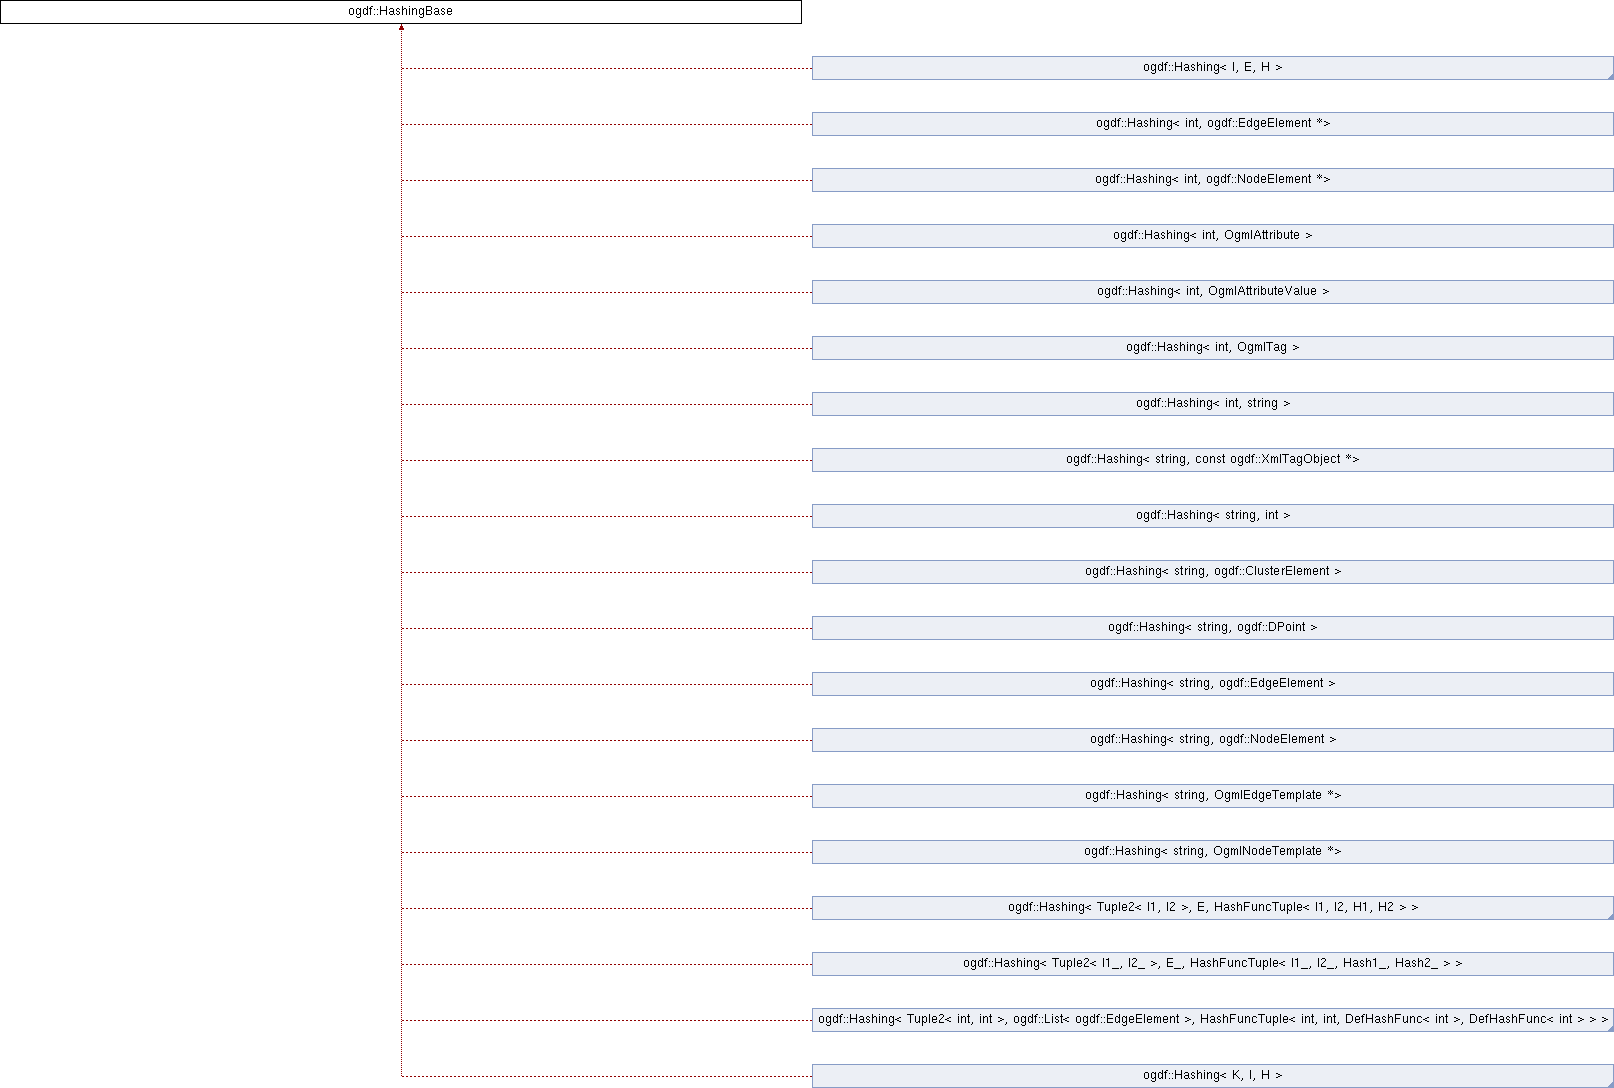 ogdf::HashingBase
ogdf::Hashing< I, E, H >
ogdf::Hashing< int, ogdf::EdgeElement *>
ogdf::Hashing< int, ogdf::NodeElement *>
ogdf::Hashing< int, OgmlAttribute >
ogdf::Hashing< int, OgmlAttributeValue >
ogdf::Hashing< int, OgmlTag >
ogdf::Hashing< int, string >
ogdf::Hashing< string, const ogdf::XmlTagObject *>
ogdf::Hashing< string, int >
ogdf::Hashing< string, ogdf::ClusterElement >
ogdf::Hashing< string, ogdf::DPoint >
ogdf::Hashing< string, ogdf::EdgeElement >
ogdf::Hashing< string, ogdf::NodeElement >
ogdf::Hashing< string, OgmlEdgeTemplate *>
ogdf::Hashing< string, OgmlNodeTemplate *>
ogdf::Hashing< Tuple2< I1, I2 >, E, HashFuncTuple< I1, I2, H1, H2 > >
ogdf::Hashing< Tuple2< I1_, I2_ >, E_, HashFuncTuple< I1_, I2_, Hash1_, Hash2_ > >
ogdf::Hashing< Tuple2< int, int >, ogdf::List< ogdf::EdgeElement >, HashFuncTuple< int, int, DefHashFunc< int >, DefHashFunc< int > > >
ogdf::Hashing< K, I, H >